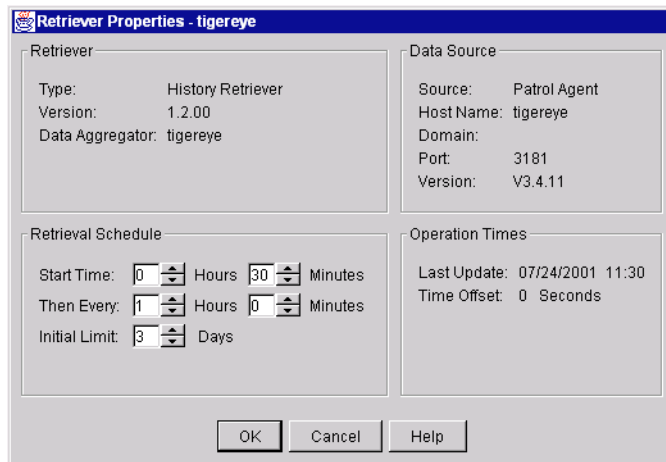 Retriever Properties - tigereye
Retriever
Type: History Retriever
Version: 1.2.00
Data Aggregator: tigereye
Data Source
Source: Patrol Agent
Host Name: tigereye
Domain:
Port: 3181
Version: V3.4.11
Retrieval Schedule
Start Time: 0 Hours 30 Minutes
Then Every: 1 Hours 0 Minutes
Initial Limit: 3 Days
Operation Times
Last Update: 07/24/2001 11:30
Time Offset: 0 Seconds
OK Cancel Help